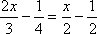 2x/3 − 1/4 = x/2 − 1/2